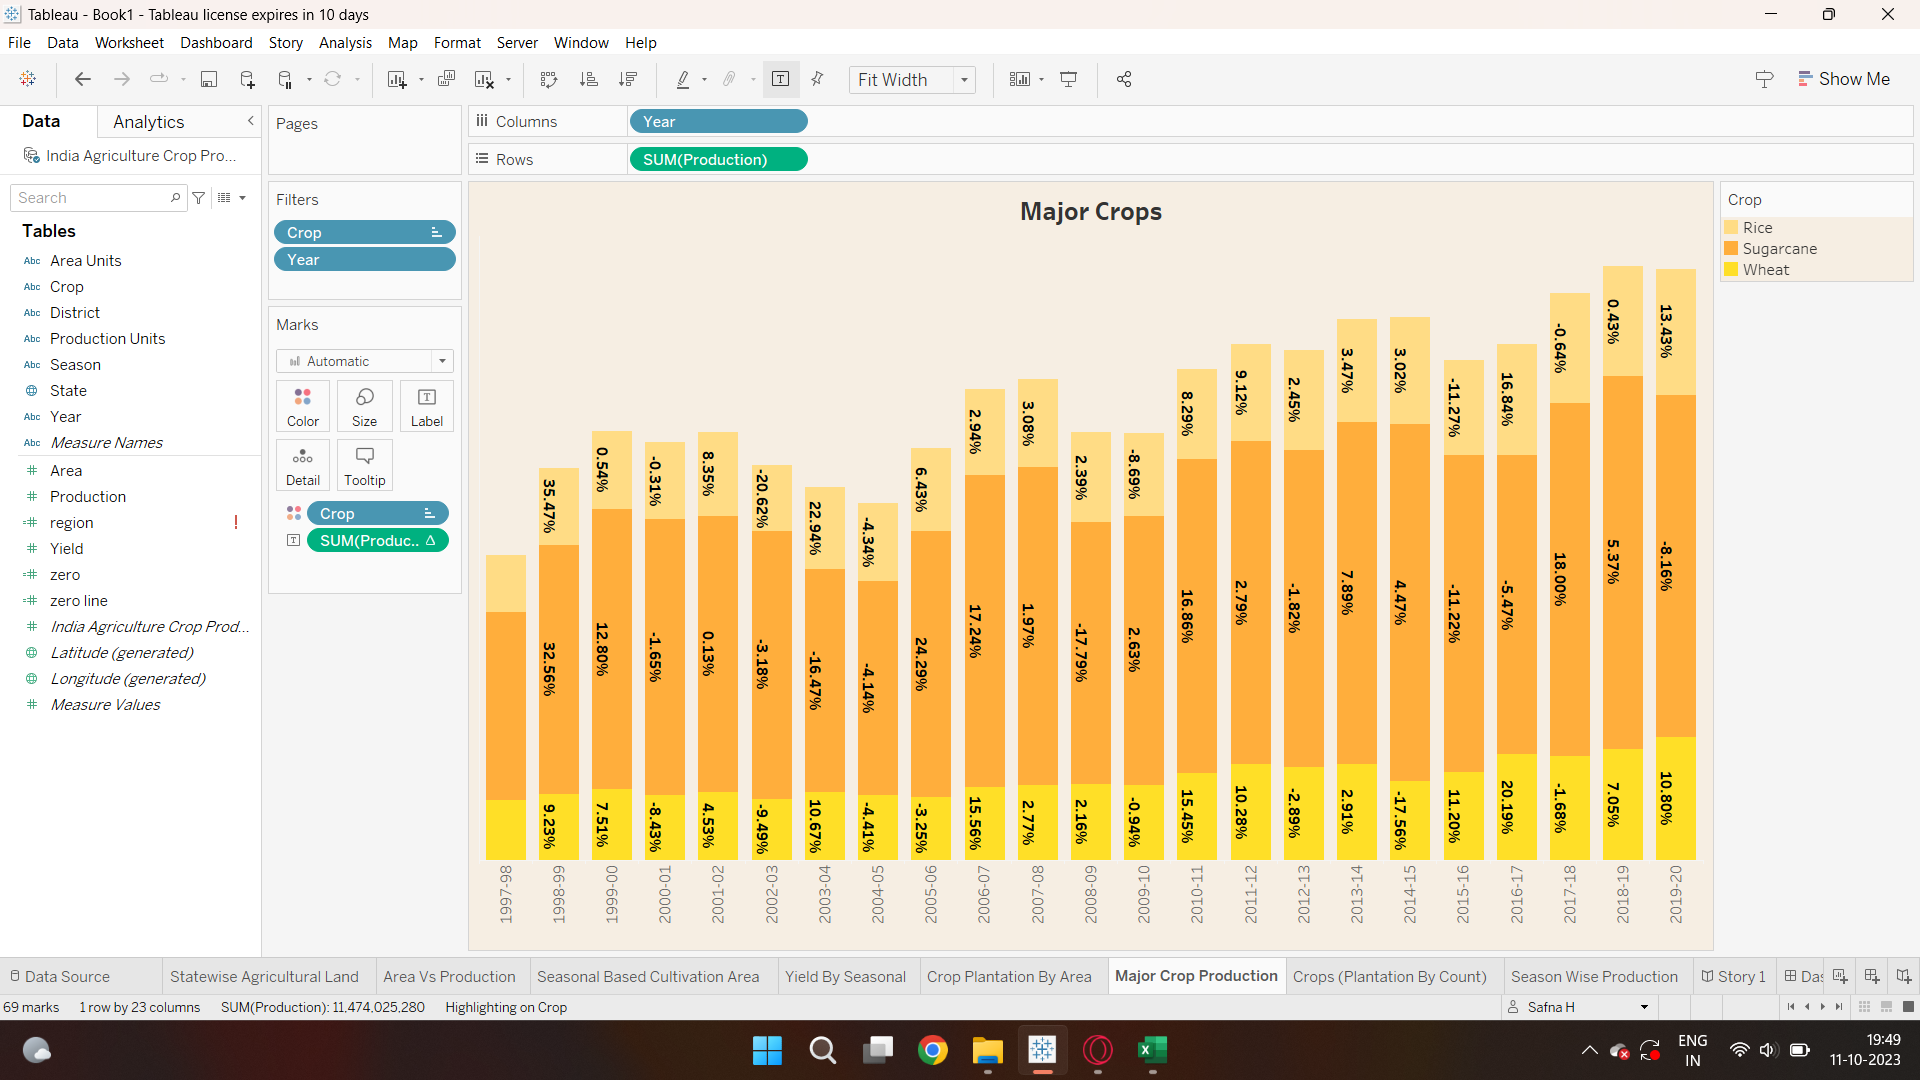 Tableau - Book1 - Tableau license expires in 10 days
File Data Worksheet Dashboard Story Analysis Map Format Server Window Help
Fit Width
Show Me
Data Analytics
India Agriculture Crop Pro...
Search
Tables
Abc Area Units
Abc Crop
Abc District
Abc Production Units
Abc Season
State
Abc Year
Abc Measure Names
Area
Production
region !
Yield
zero
zero line
India Agriculture Crop Prod...
Latitude (generated)
Longitude (generated)
Measure Values
Pages
Filters
Crop
Year
Marks
Automatic
Color Size Label
Detail Tooltip
Crop
SUM(Produc.. Δ
Columns Year
Rows SUM(Production)
Major Crops
35.47% 0.54% -0.31% 8.35% -20.62% 22.94% -4.34% 6.43% 2.94% 3.08% 2.39% -8.69% 8.29% 9.12% 2.45% 3.47% 3.02% -11.27% 16.84% -0.64% 0.43% 13.43%
32.56% 12.80% -1.65% 0.13% -3.18% -16.47% -4.14% 24.29% 17.24% 1.97% -17.79% 2.63% 16.86% 2.79% -1.82% 7.89% 4.47% -11.22% -5.47% 18.00% 5.37% -8.16%
9.23% 7.51% -8.43% 4.53% -9.49% 10.67% -4.41% -3.25% 15.56% 2.77% 2.16% -0.94% 15.45% 10.28% -2.89% 2.91% -17.56% 11.20% 20.19% -1.68% 7.05% 10.80%
1997-98 1998-99 1999-00 2000-01 2001-02 2002-03 2003-04 2004-05 2005-06 2006-07 2007-08 2008-09 2009-10 2010-11 2011-12 2012-13 2013-14 2014-15 2015-16 2016-17 2017-18 2018-19 2019-20
Crop
Rice
Sugarcane
Wheat
Data Source Statewise Agricultural Land Area Vs Production Seasonal Based Cultivation Area Yield By Seasonal Crop Plantation By Area Major Crop Production Crops (Plantation By Count) Season Wise Production Story 1 Das
69 marks 1 row by 23 columns SUM(Production): 11,474,025,280 Highlighting on Crop Safna H
ENG
IN
19:49
11-10-2023